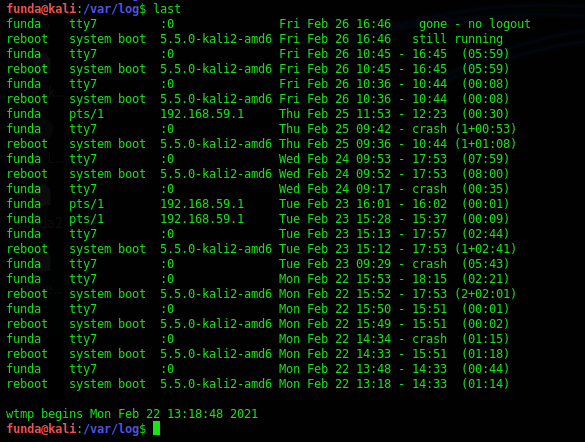 funda@kali:/var/log$ last
funda    tty7         :0               Fri Feb 26 16:46    gone - no logout
reboot   system boot  5.5.0-kali2-amd6 Fri Feb 26 16:46   still running
funda    tty7         :0               Fri Feb 26 10:45 - 16:45  (05:59)
reboot   system boot  5.5.0-kali2-amd6 Fri Feb 26 10:45 - 16:45  (05:59)
funda    tty7         :0               Fri Feb 26 10:36 - 10:44  (00:08)
reboot   system boot  5.5.0-kali2-amd6 Fri Feb 26 10:36 - 10:44  (00:08)
funda    pts/1        192.168.59.1     Thu Feb 25 11:53 - 12:23  (00:30)
funda    tty7         :0               Thu Feb 25 09:42 - crash (1+00:53)
reboot   system boot  5.5.0-kali2-amd6 Thu Feb 25 09:36 - 10:44 (1+01:08)
funda    tty7         :0               Wed Feb 24 09:53 - 17:53  (07:59)
reboot   system boot  5.5.0-kali2-amd6 Wed Feb 24 09:52 - 17:53  (08:00)
funda    tty7         :0               Wed Feb 24 09:17 - crash  (00:35)
funda    pts/1        192.168.59.1     Tue Feb 23 16:01 - 16:02  (00:01)
funda    pts/1        192.168.59.1     Tue Feb 23 15:28 - 15:37  (00:09)
funda    tty7         :0               Tue Feb 23 15:13 - 17:57  (02:44)
reboot   system boot  5.5.0-kali2-amd6 Tue Feb 23 15:12 - 17:53 (1+02:41)
funda    tty7         :0               Tue Feb 23 09:29 - crash  (05:43)
funda    tty7         :0               Mon Feb 22 15:53 - 18:15  (02:21)
reboot   system boot  5.5.0-kali2-amd6 Mon Feb 22 15:52 - 17:53 (2+02:01)
funda    tty7         :0               Mon Feb 22 15:50 - 15:51  (00:01)
reboot   system boot  5.5.0-kali2-amd6 Mon Feb 22 15:49 - 15:51  (00:02)
funda    tty7         :0               Mon Feb 22 14:34 - crash  (01:15)
reboot   system boot  5.5.0-kali2-amd6 Mon Feb 22 14:33 - 15:51  (01:18)
funda    tty7         :0               Mon Feb 22 13:48 - 14:33  (00:44)
reboot   system boot  5.5.0-kali2-amd6 Mon Feb 22 13:18 - 14:33  (01:14)

wtmp begins Mon Feb 22 13:18:48 2021
funda@kali:/var/log$